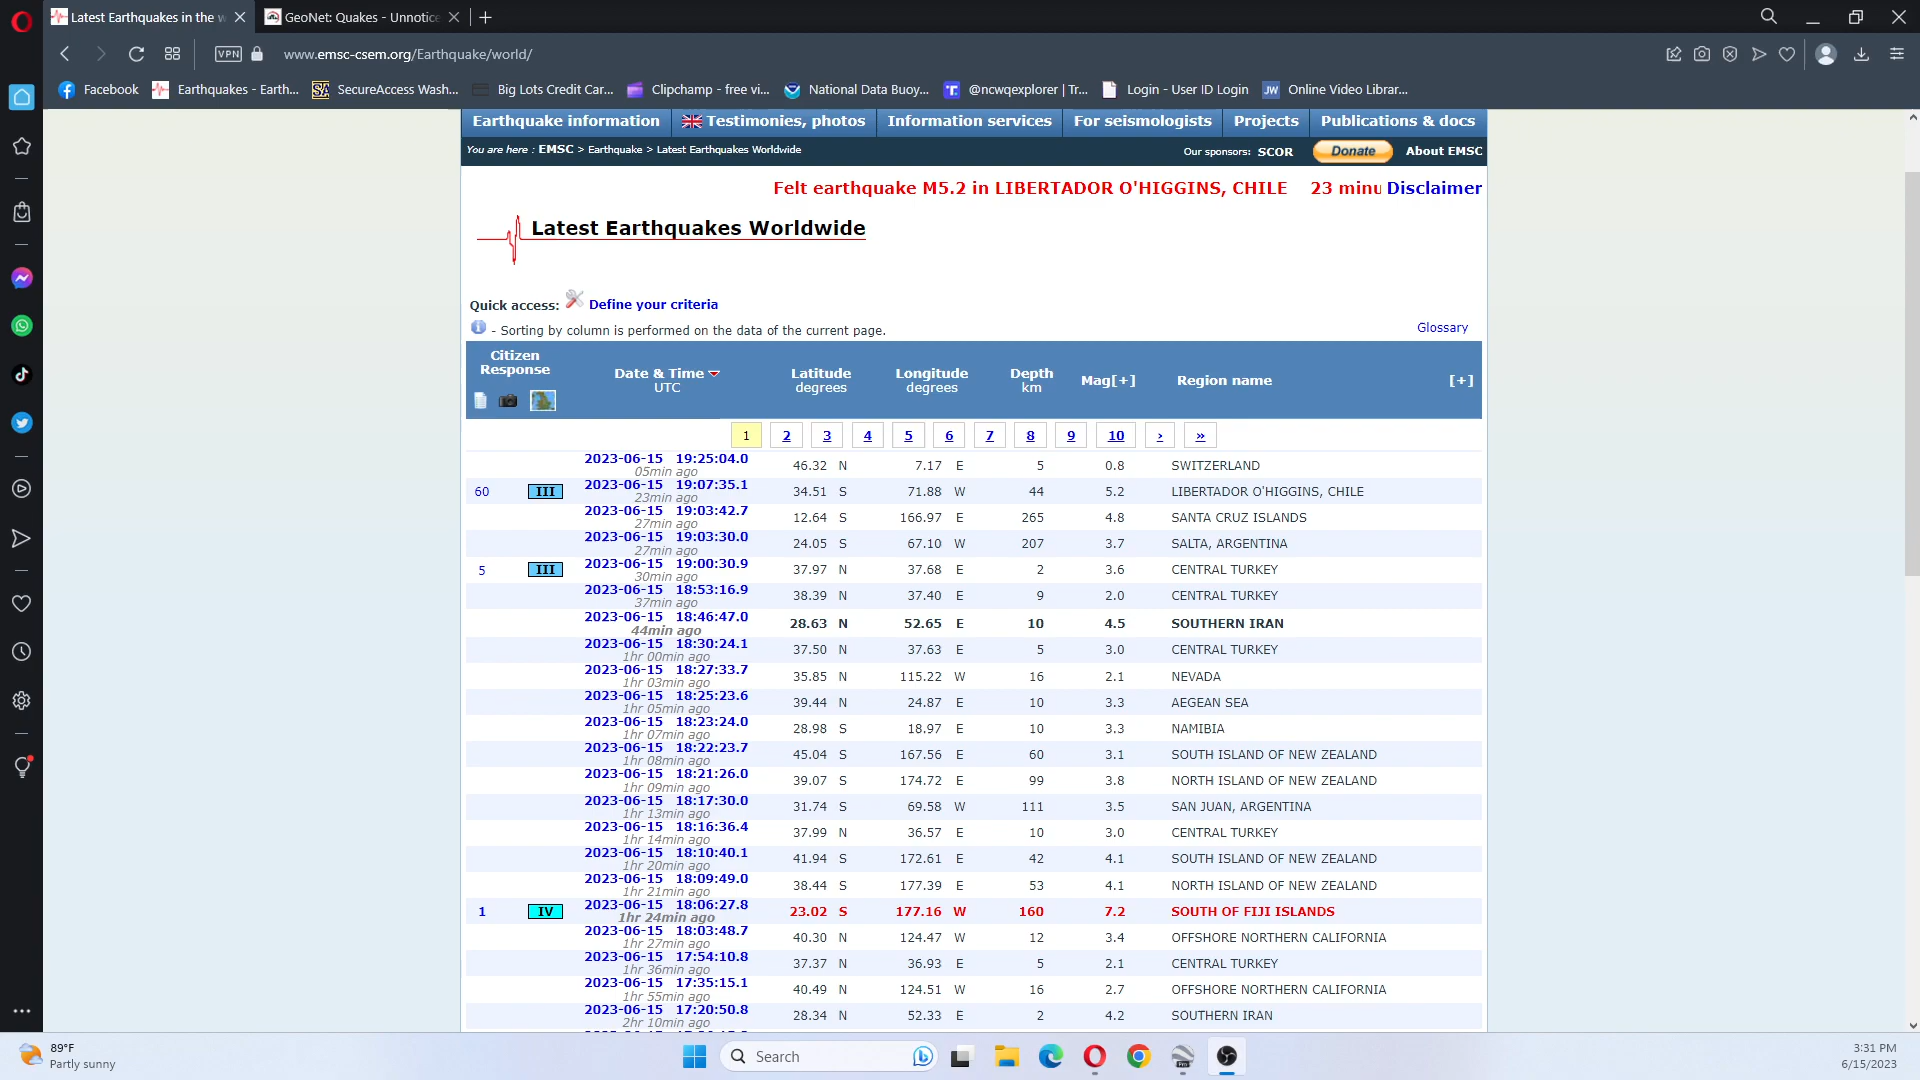 Latest Earthquakes in the w
GeoNet: Quakes - Unnotice
VPN
www.emsc-csem.org/Earthquake/world/
Facebook
Earthquakes - Earth...
SA
SecureAccess Wash...
Big Lots Credit Car...
Clipchamp - free vi...
National Data Buoy...
@ncwqexplorer | Tr...
Login - User ID Login
JW
Online Video Librar...
Earthquake information
Testimonies, photos
Information services
For seismologists
Projects
Publications & docs
You are here : EMSC > Earthquake > Latest Earthquakes Worldwide
Our sponsors: SCOR
Donate
About EMSC
Felt earthquake M5.2 in LIBERTADOR O'HIGGINS, CHILE 23 minu
Disclaimer
Latest Earthquakes Worldwide
Quick access: Define your criteria
- Sorting by column is performed on the data of the current page.
Glossary
Citizen Response
Date & Time UTC
Latitude degrees
Longitude degrees
Depth km
Mag[+]
Region name
[+]
1 2 3 4 5 6 7 8 9 10 › »
2023-06-15 19:25:04.0 46.32 N 7.17 E 5 0.8 SWITZERLAND
05min ago
60 III 2023-06-15 19:07:35.1 34.51 S 71.88 W 44 5.2 LIBERTADOR O'HIGGINS, CHILE
23min ago
2023-06-15 19:03:42.7 12.64 S 166.97 E 265 4.8 SANTA CRUZ ISLANDS
27min ago
2023-06-15 19:03:30.0 24.05 S 67.10 W 207 3.7 SALTA, ARGENTINA
27min ago
5 III 2023-06-15 19:00:30.9 37.97 N 37.68 E 2 3.6 CENTRAL TURKEY
30min ago
2023-06-15 18:53:16.9 38.39 N 37.40 E 9 2.0 CENTRAL TURKEY
37min ago
2023-06-15 18:46:47.0 28.63 N 52.65 E 10 4.5 SOUTHERN IRAN
44min ago
2023-06-15 18:30:24.1 37.50 N 37.63 E 5 3.0 CENTRAL TURKEY
1hr 00min ago
2023-06-15 18:27:33.7 35.85 N 115.22 W 16 2.1 NEVADA
1hr 03min ago
2023-06-15 18:25:23.6 39.44 N 24.87 E 10 3.3 AEGEAN SEA
1hr 05min ago
2023-06-15 18:23:24.0 28.98 S 18.97 E 10 3.3 NAMIBIA
1hr 07min ago
2023-06-15 18:22:23.7 45.04 S 167.56 E 60 3.1 SOUTH ISLAND OF NEW ZEALAND
1hr 08min ago
2023-06-15 18:21:26.0 39.07 S 174.72 E 99 3.8 NORTH ISLAND OF NEW ZEALAND
1hr 09min ago
2023-06-15 18:17:30.0 31.74 S 69.58 W 111 3.5 SAN JUAN, ARGENTINA
1hr 13min ago
2023-06-15 18:16:36.4 37.99 N 36.57 E 10 3.0 CENTRAL TURKEY
1hr 14min ago
2023-06-15 18:10:40.1 41.94 S 172.61 E 42 4.1 SOUTH ISLAND OF NEW ZEALAND
1hr 20min ago
2023-06-15 18:09:49.0 38.44 S 177.39 E 53 4.1 NORTH ISLAND OF NEW ZEALAND
1hr 21min ago
1 IV 2023-06-15 18:06:27.8 23.02 S 177.16 W 160 7.2 SOUTH OF FIJI ISLANDS
1hr 24min ago
2023-06-15 18:03:48.7 40.30 N 124.47 W 12 3.4 OFFSHORE NORTHERN CALIFORNIA
1hr 27min ago
2023-06-15 17:54:10.8 37.37 N 36.93 E 5 2.1 CENTRAL TURKEY
1hr 36min ago
2023-06-15 17:35:15.1 40.49 N 124.51 W 16 2.7 OFFSHORE NORTHERN CALIFORNIA
1hr 55min ago
2023-06-15 17:20:50.8 28.34 N 52.33 E 2 4.2 SOUTHERN IRAN
2hr 10min ago
89°F
Partly sunny
Search
3:31 PM
6/15/2023